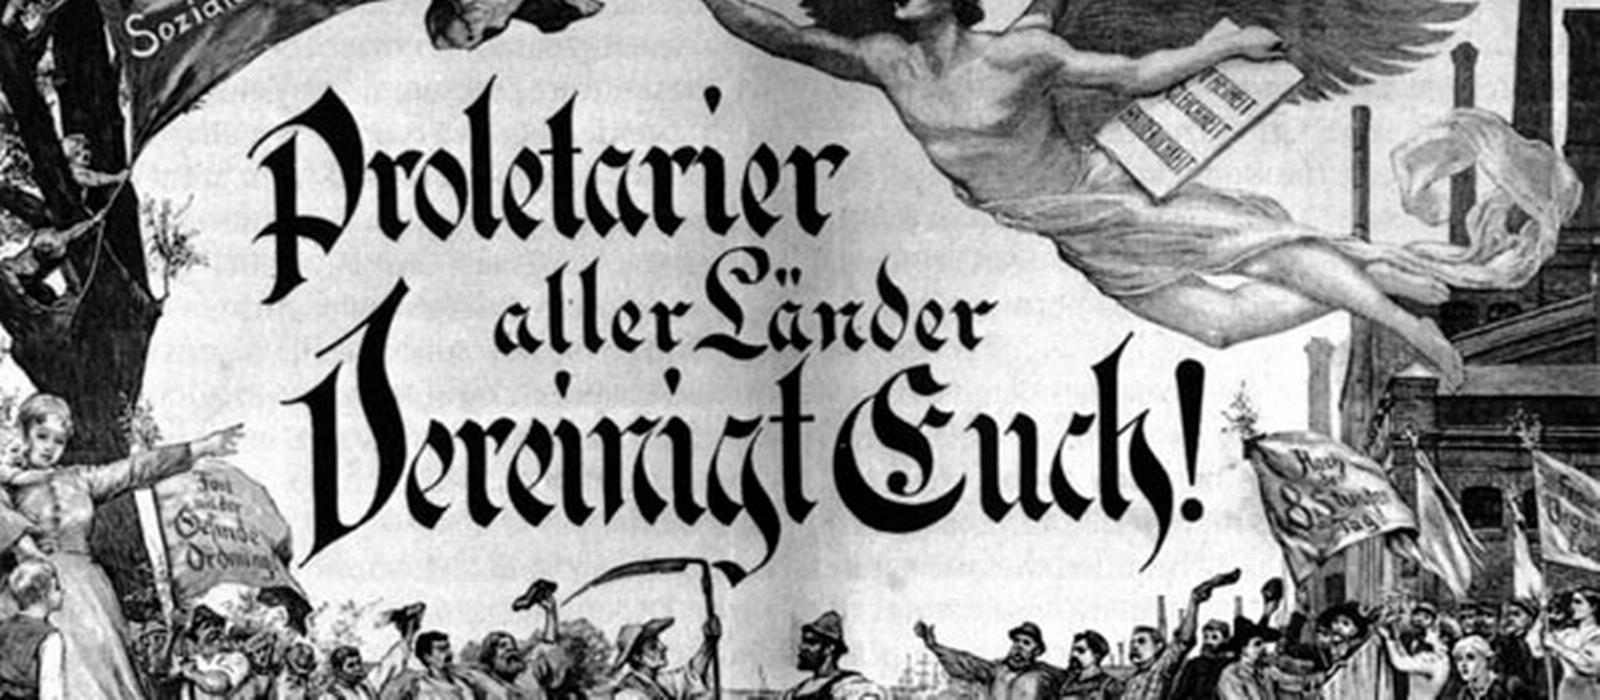 Sozial
Proletarier
aller Länder
Vereinigt Euch!
FREIHEIT
GLEICHHEIT
BRÜDERLICHKEIT
Fort
mit der
Gesinde
Ordnung!
Hoch
der
8 Stunden
Tag!